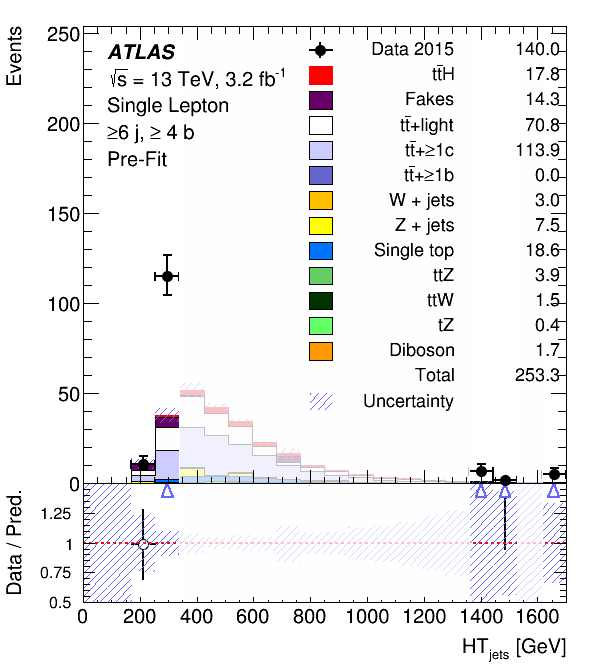 Events
250
200
150
100
50
0
ATLAS
√s = 13 TeV, 3.2 fb⁻¹
Single Lepton
≥6 j, ≥ 4 b
Pre-Fit
Data 2015 140.0
tt̄H 17.8
Fakes 14.3
tt̄+light 70.8
tt̄+≥1c 113.9
tt̄+≥1b 0.0
W + jets 3.0
Z + jets 7.5
Single top 18.6
ttZ 3.9
ttW 1.5
tZ 0.4
Diboson 1.7
Total 253.3
Uncertainty
Data / Pred.
1.25
1
0.75
0.5
0 200 400 600 800 1000 1200 1400 1600
HT_jets [GeV]